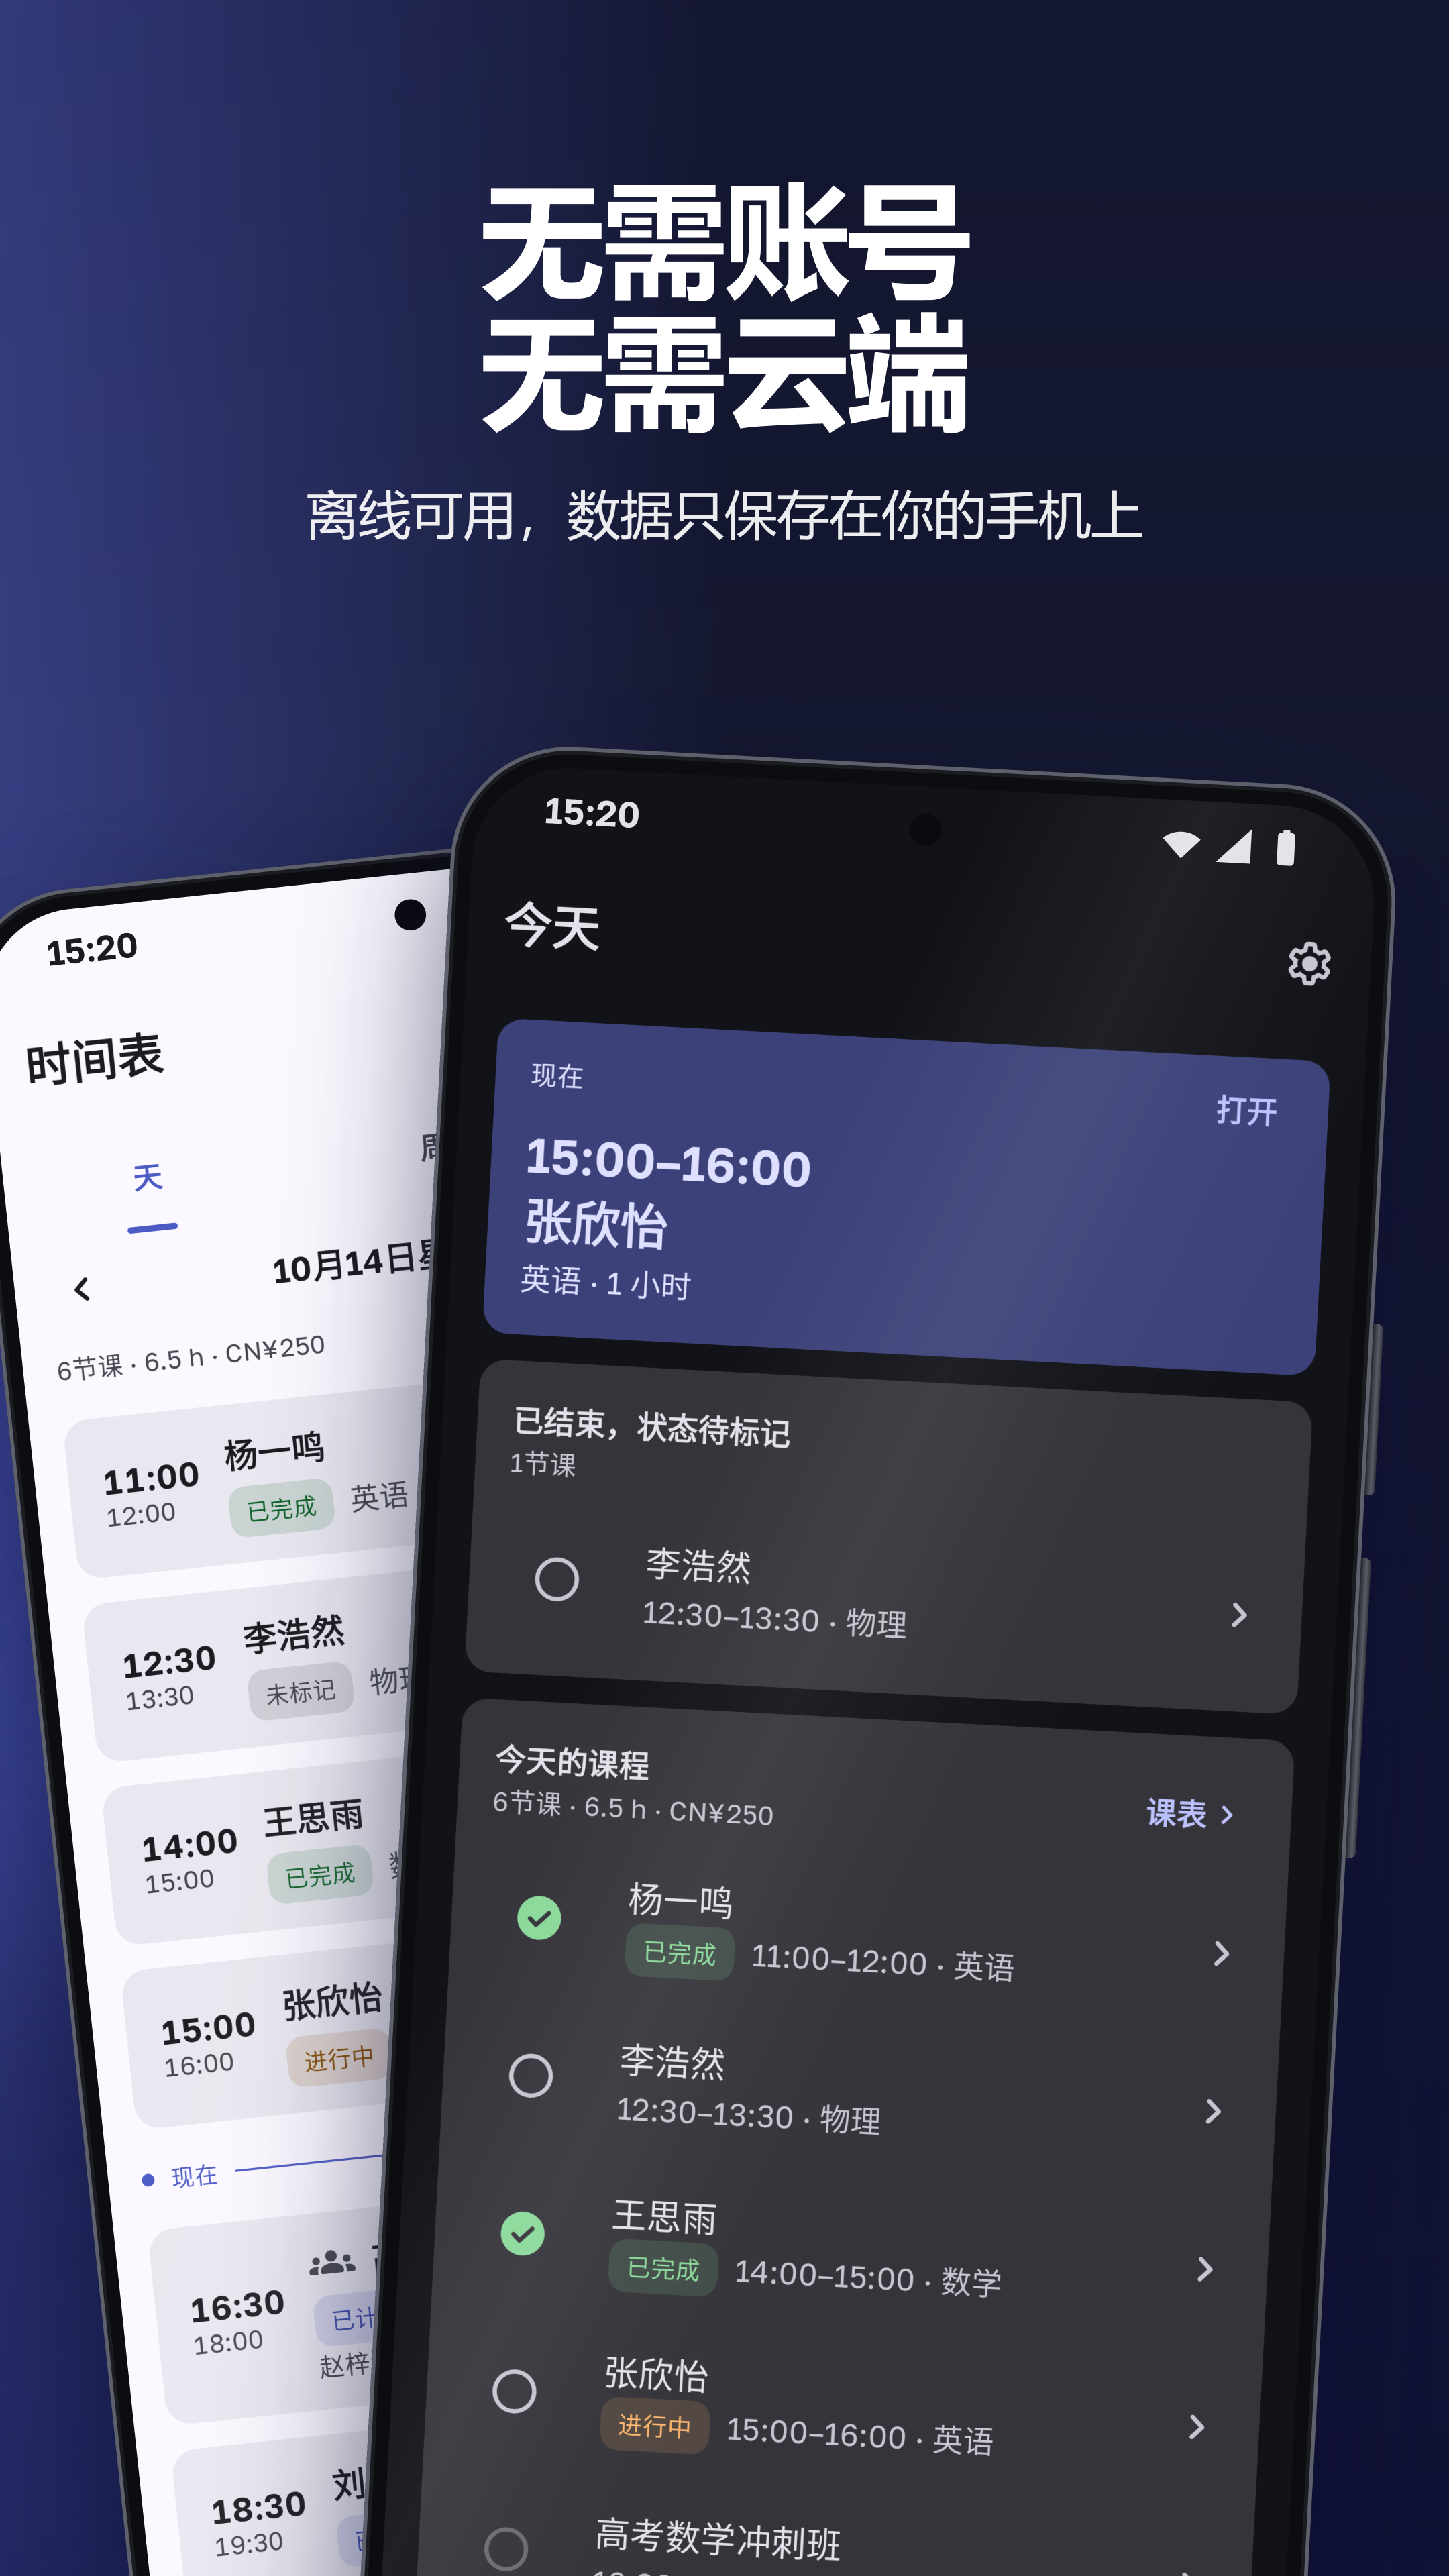 无需账号
无需云端
离线可用，数据只保存在你的手机上
15:20
时间表
天
10月14日
6节课 · 6.5 h · CN¥250
11:00
12:00
杨一鸣
已完成 英语
12:30
13:30
李浩然
未标记 物
14:00
15:00
王思雨
已完成
15:00
16:00
张欣怡
进行中
现在
16:30
18:00
已计
赵梓
18:30
19:30
刘
15:20
今天
现在
打开
15:00–16:00
张欣怡
英语 · 1 小时
已结束，状态待标记
1节课
李浩然
12:30–13:30 · 物理
今天的课程
6节课 · 6.5 h · CN¥250
课表
杨一鸣
已完成 11:00–12:00 · 英语
李浩然
12:30–13:30 · 物理
王思雨
已完成 14:00–15:00 · 数学
张欣怡
进行中 15:00–16:00 · 英语
高考数学冲刺班